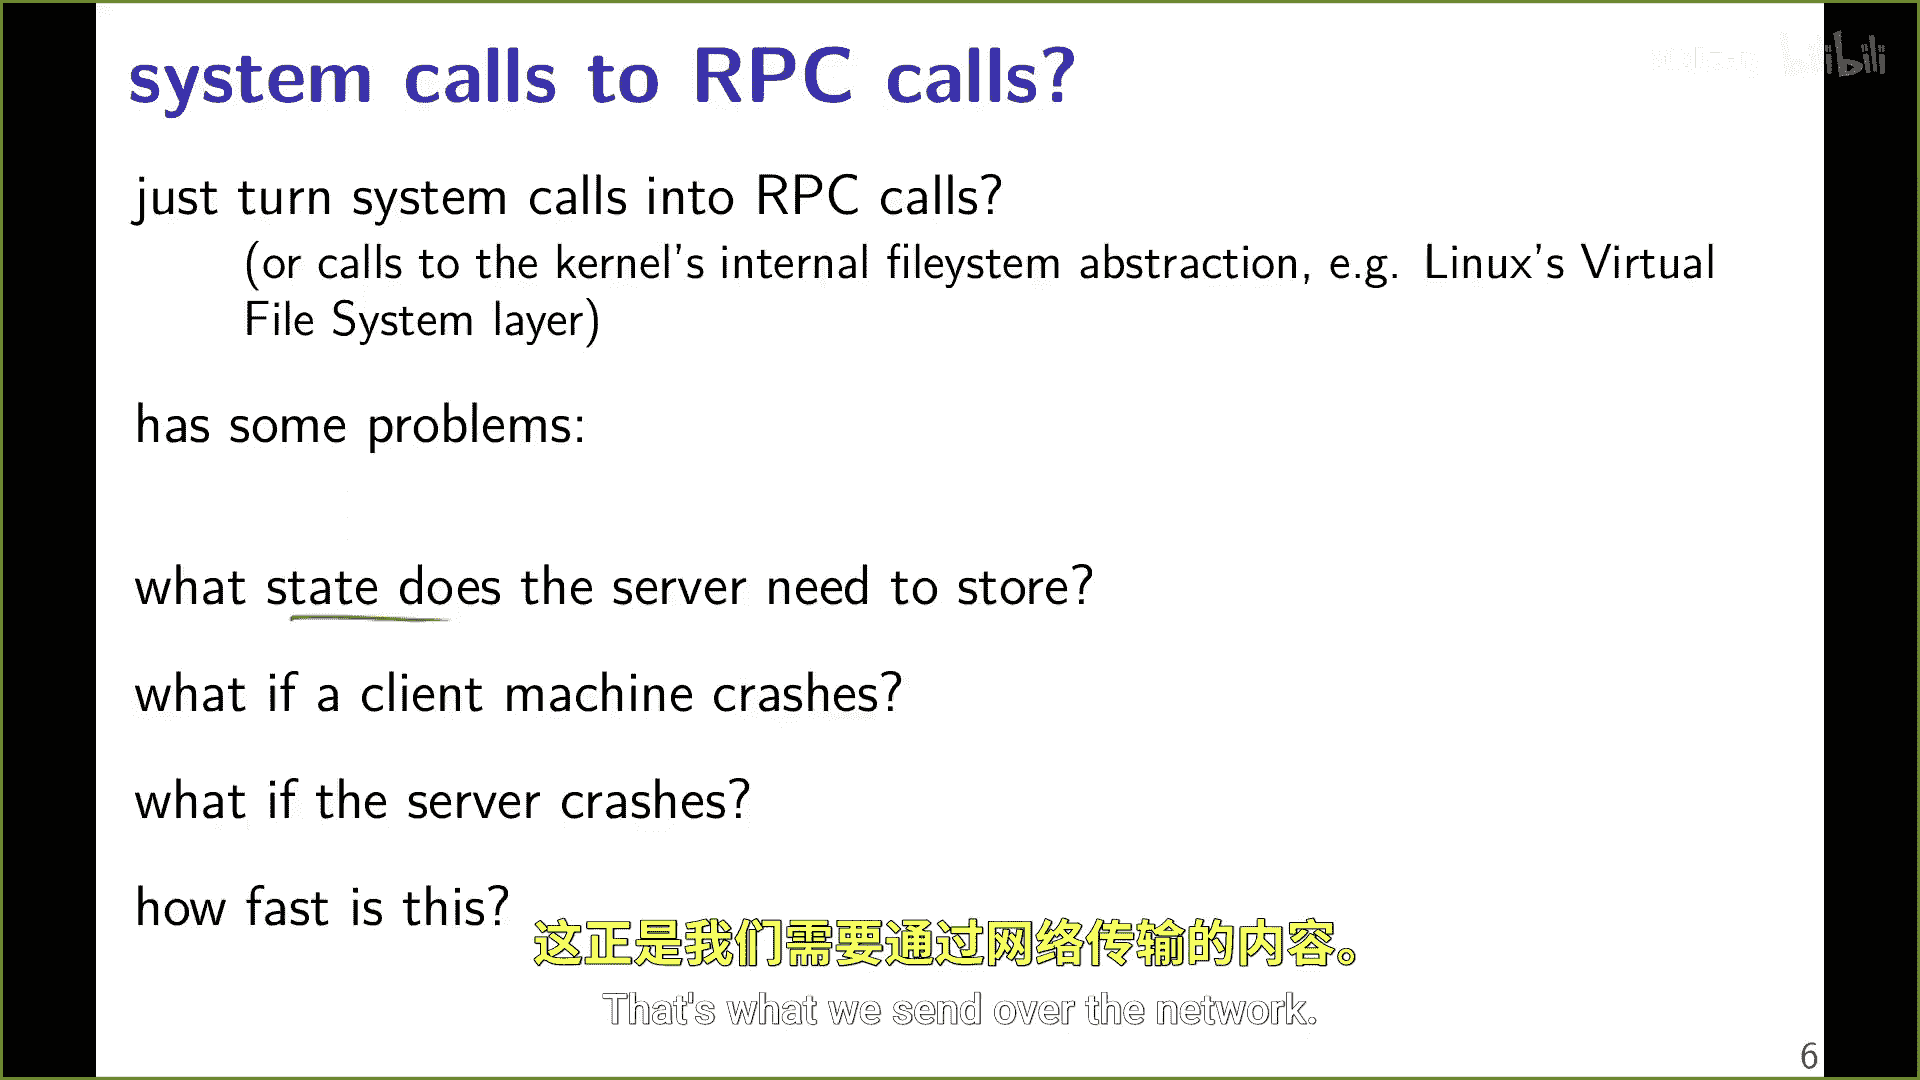 system calls to RPC calls?
bilibili
just turn system calls into RPC calls?
(or calls to the kernel's internal fileystem abstraction, e.g. Linux's Virtual
File System layer)
has some problems:
what state does the server need to store?
what if a client machine crashes?
what if the server crashes?
how fast is this?
这正是我们需要通过网络传输的内容。
That's what we send over the network.
6